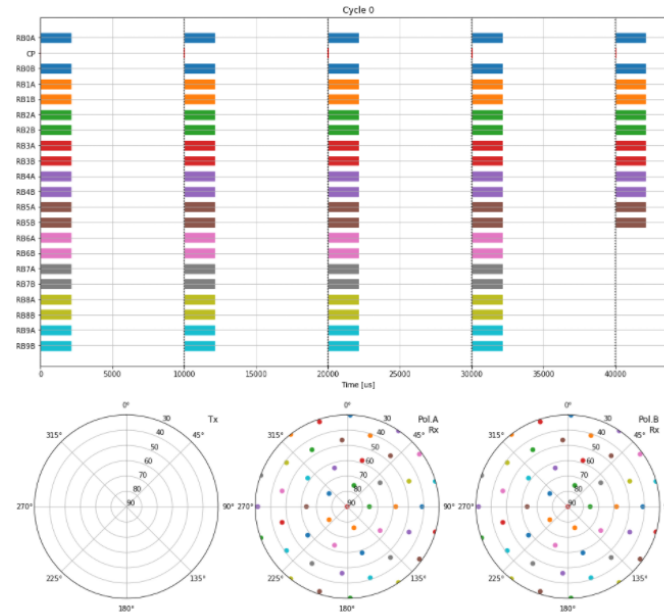 Cycle 0
RB0A
CP
RB0B
RB1A
RB1B
RB2A
RB2B
RB3A
RB3B
RB4A
RB4B
RB5A
RB5B
RB6A
RB6B
RB7A
RB7B
RB8A
RB8B
RB9A
RB9B
0 5000 10000 15000 20000 25000 30000 35000 40000
Time [us]
0° 30 Tx
315° 40 45°
50
60
70
80
270° 90 90°
225° 135°
180°
0° 30 Pol.A
Rx
315° 40 45°
50
60
70
80
270° 90 90°
225° 135°
180°
0° 30 Pol.B
Rx
315° 40 45°
50
60
70
80
270° 90 90°
225° 135°
180°